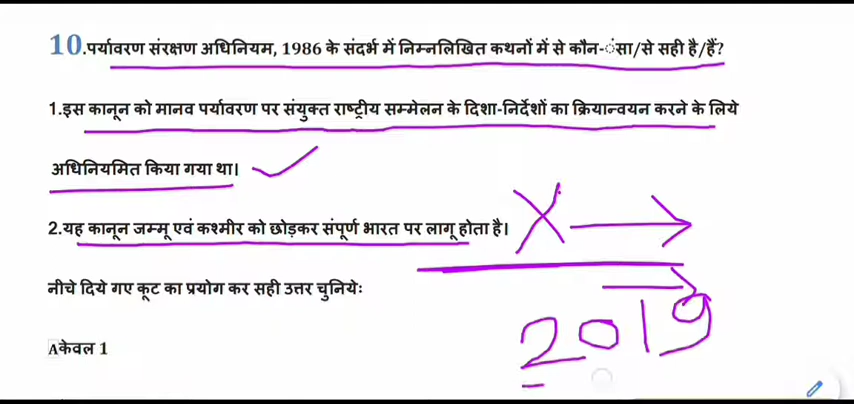 10.पर्यावरण संरक्षण अधिनियम, 1986 के संदर्भ में निम्नलिखित कथनों में से कौन-ंसा/से सही है/हैं?
1.इस कानून को मानव पर्यावरण पर संयुक्त राष्ट्रीय सम्मेलन के दिशा-निर्देशों का क्रियान्वयन करने के लिये
अधिनियमित किया गया था।
2.यह कानून जम्मू एवं कश्मीर को छोड़कर संपूर्ण भारत पर लागू होता है।
नीचे दिये गए कूट का प्रयोग कर सही उत्तर चुनियेः
2019
Aकेवल 1